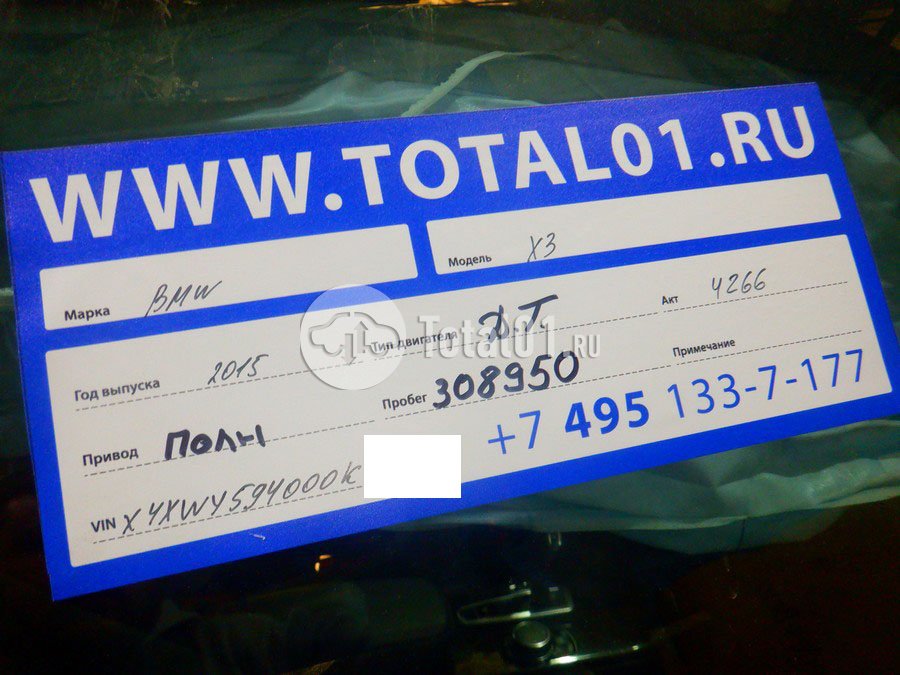 WWW.TOTAL01.RU
Марка BMW Модель X3
Год выпуска 2015 Тип двигателя ДТ. Акт 4266
Total01.RU
Привод ПОЛН Пробег 308950 Примечание
+7 495 133-7-177
VIN X4XWY594000K